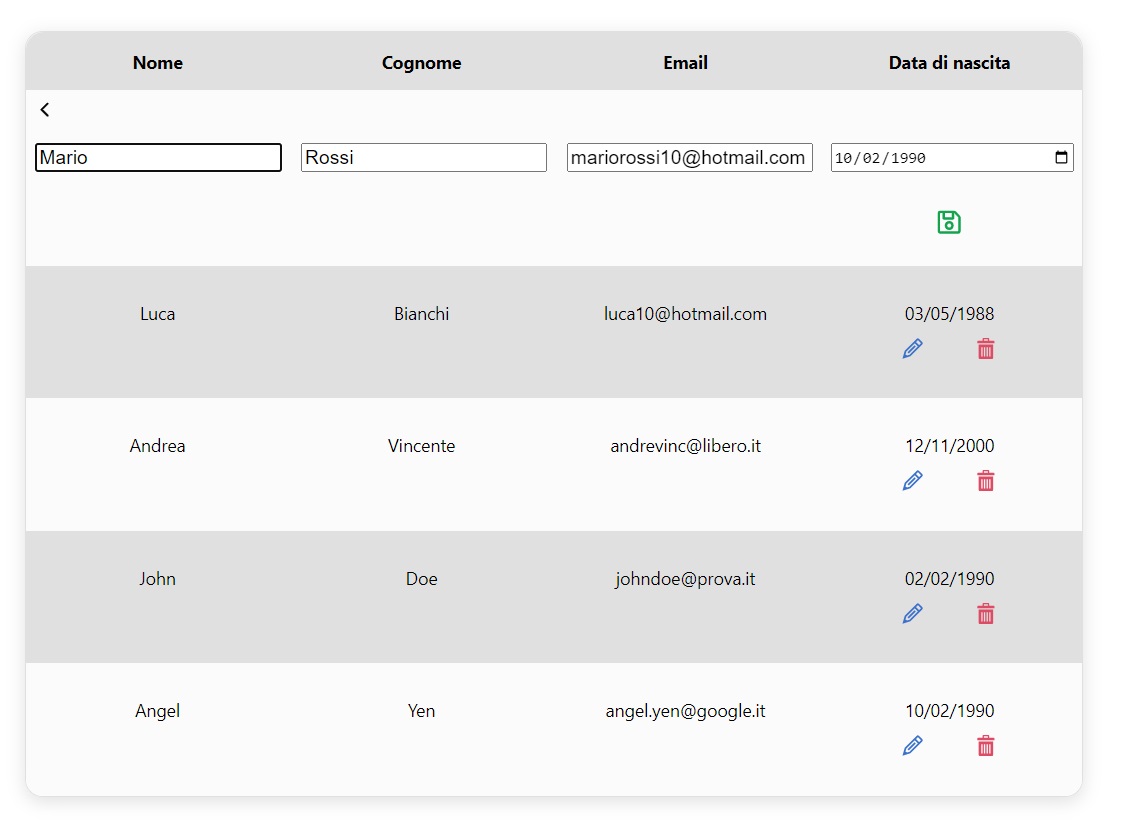 Nome Cognome Email Data di nascita
Mario Rossi mariorossi10@hotmail.com 10/02/1990
Luca Bianchi luca10@hotmail.com 03/05/1988
Andrea Vincente andrevinc@libero.it 12/11/2000
John Doe johndoe@prova.it 02/02/1990
Angel Yen angel.yen@google.it 10/02/1990